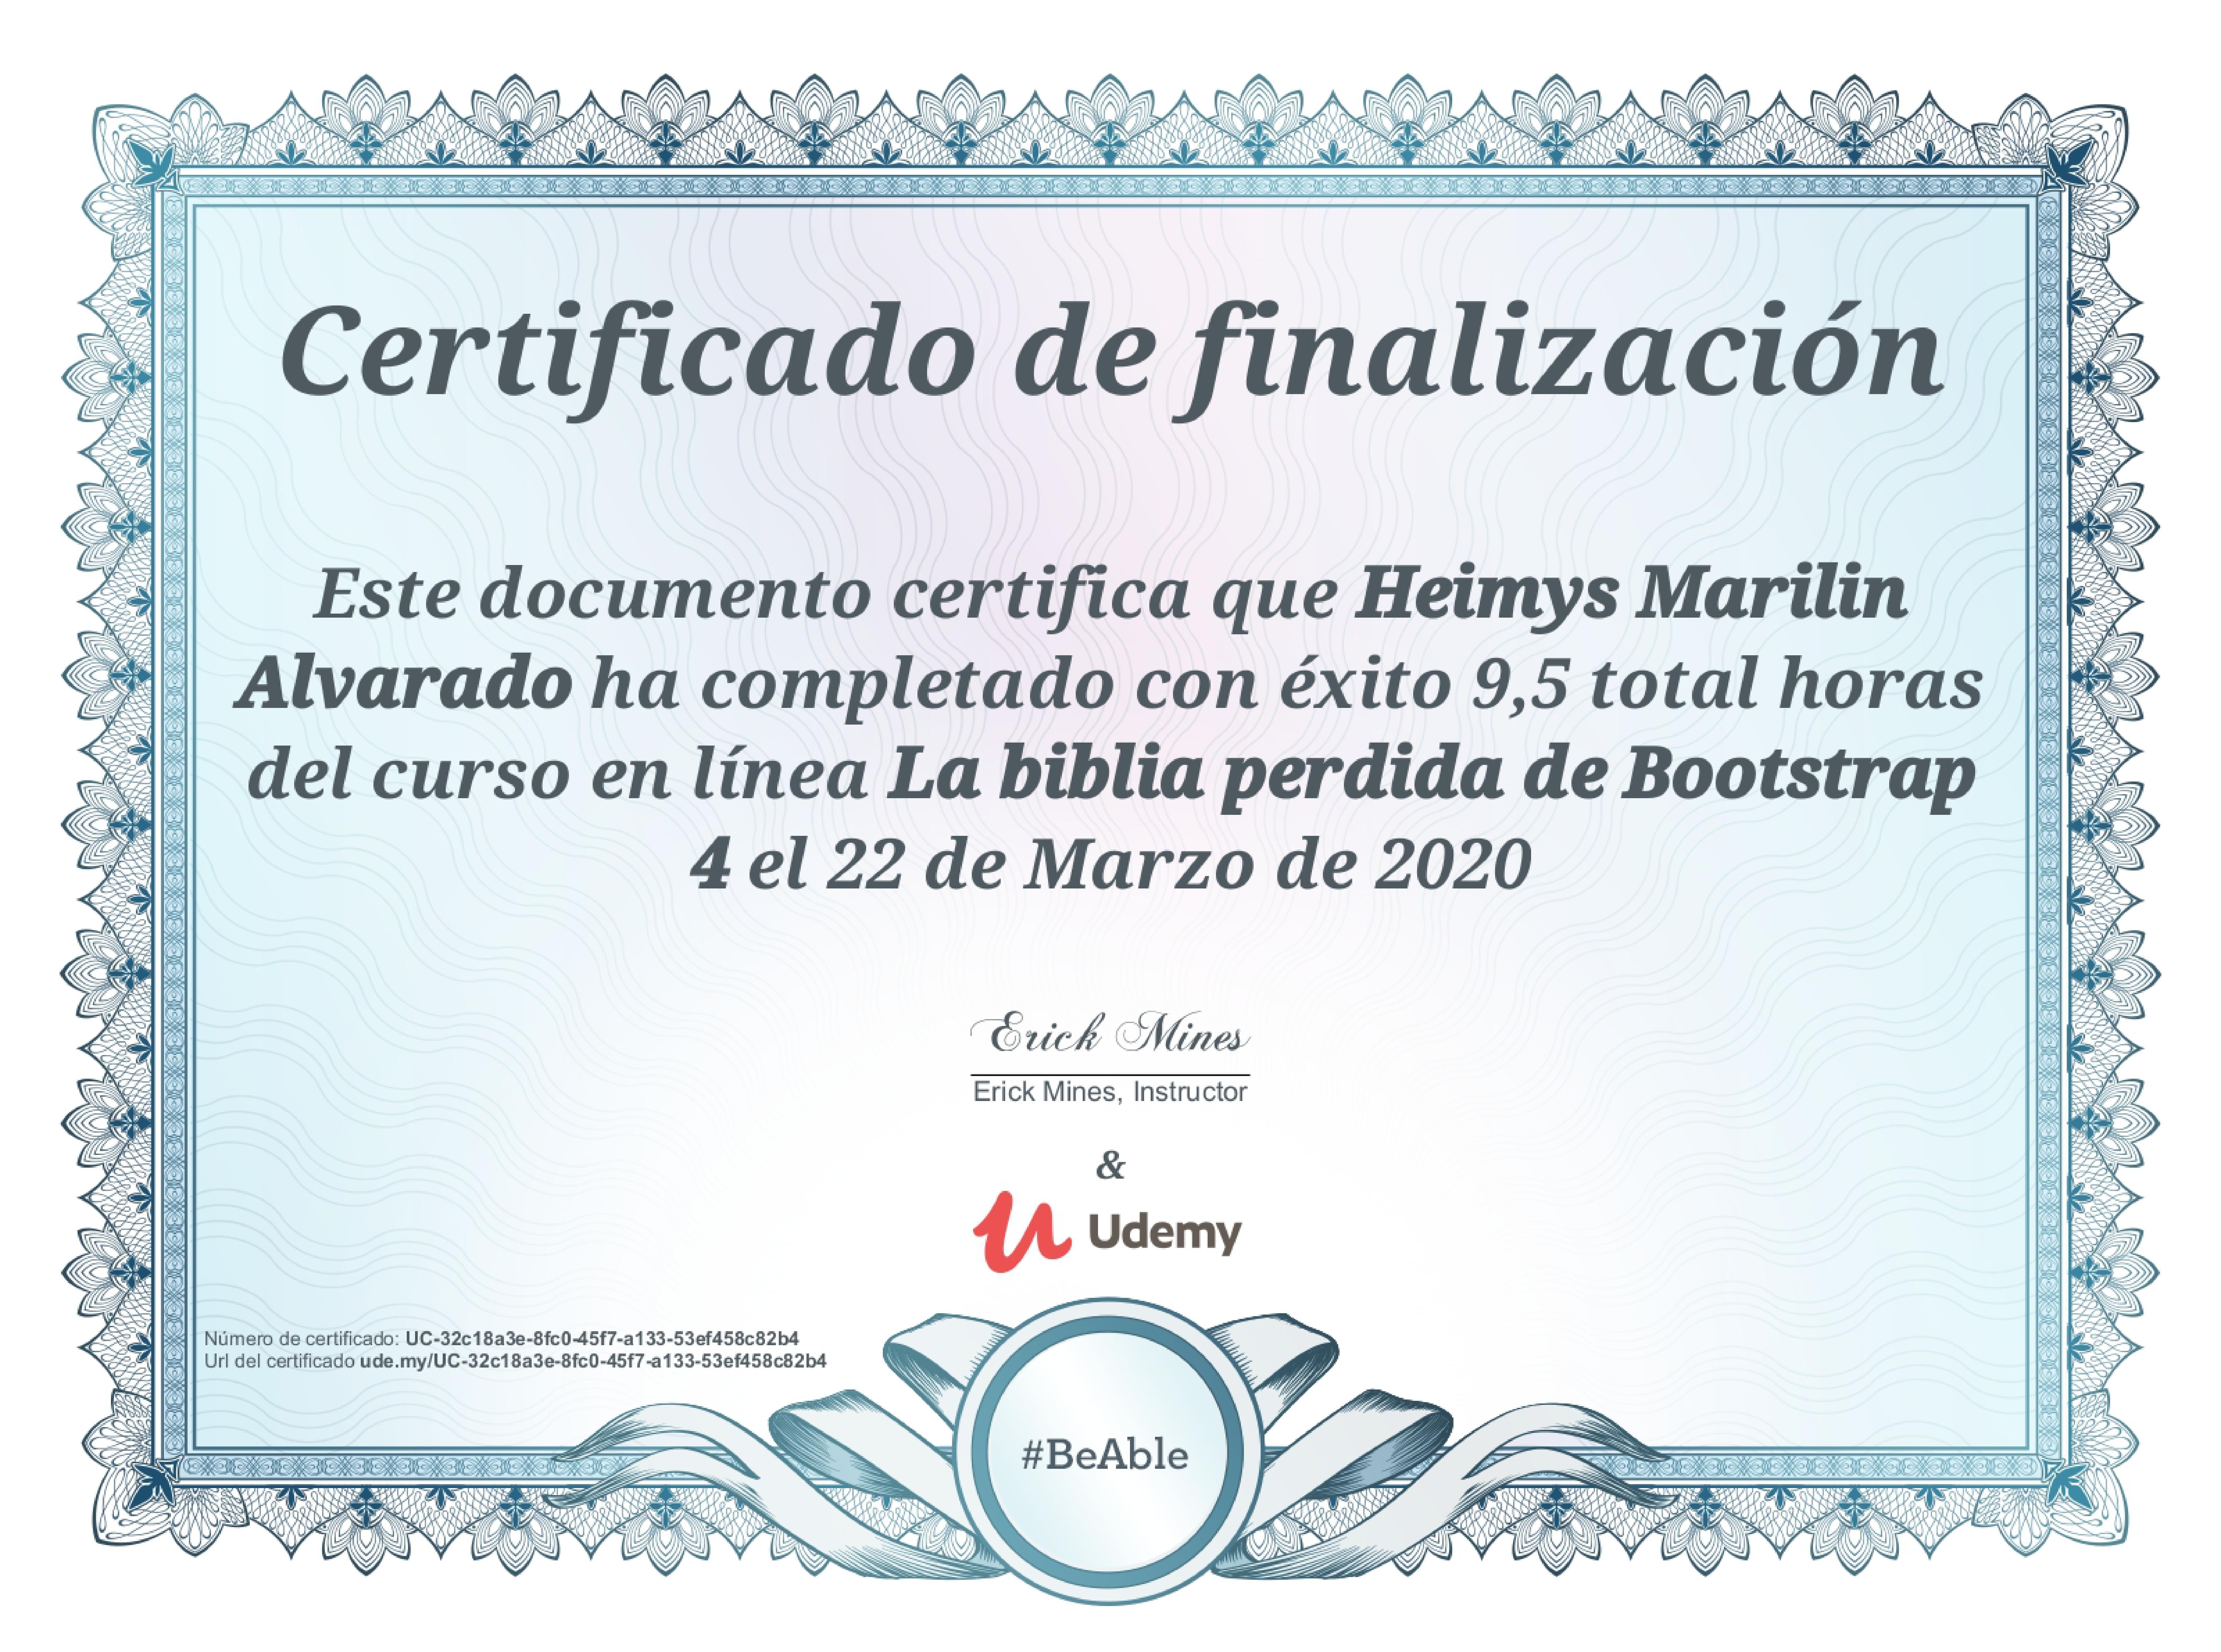 Certificado de finalización
Este documento certifica que Heimys Marilin
Alvarado ha completado con éxito 9,5 total horas
del curso en línea La biblia perdida de Bootstrap
4 el 22 de Marzo de 2020
Erick Mines
Erick Mines, Instructor
&
Udemy
Número de certificado: UC-32c18a3e-8fc0-45f7-a133-53ef458c82b4
Url del certificado ude.my/UC-32c18a3e-8fc0-45f7-a133-53ef458c82b4
#BeAble